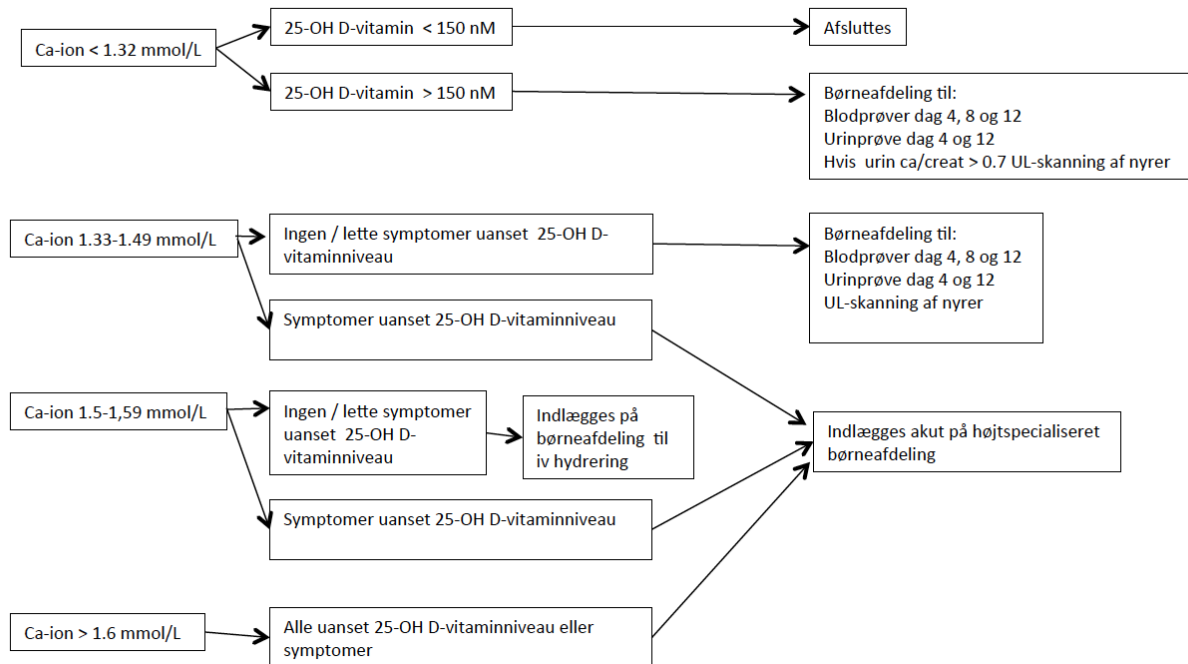 Ca-ion < 1.32 mmol/L
25-OH D-vitamin < 150 nM
Afsluttes
25-OH D-vitamin > 150 nM
Børneafdeling til:
Blodprøver dag 4, 8 og 12
Urinprøve dag 4 og 12
Hvis urin ca/creat > 0.7 UL-skanning af nyrer
Ca-ion 1.33-1.49 mmol/L
Ingen / lette symptomer uanset 25-OH D-
vitaminniveau
Børneafdeling til:
Blodprøver dag 4, 8 og 12
Urinprøve dag 4 og 12
UL-skanning af nyrer
Symptomer uanset 25-OH D-vitaminniveau
Ca-ion 1.5-1,59 mmol/L
Ingen / lette symptomer
uanset 25-OH D-
vitaminniveau
Indlægges på
børneafdeling til
iv hydrering
Indlægges akut på højtspecialiseret
børneafdeling
Symptomer uanset 25-OH D-vitaminniveau
Ca-ion > 1.6 mmol/L
Alle uanset 25-OH D-vitaminniveau eller
symptomer